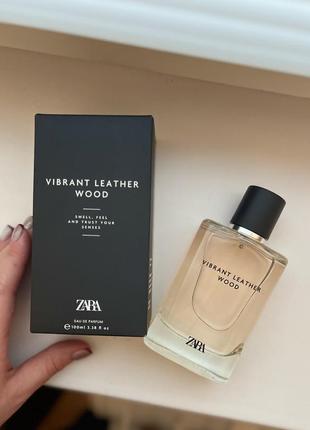 VIBRANT LEATHER
WOOD
SMELL, FEEL
AND TRUST YOUR
SENSES
ZARA
EAU DE PARFUM
℮ 100ml 3.38 fl. oz
VIBRANT LEATHER
WOOD
ZARA